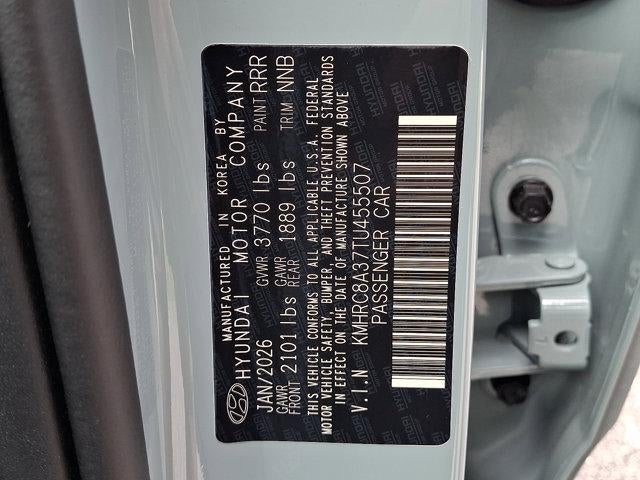 MANUFACTURED IN KOREA BY
HYUNDAI MOTOR COMPANY
JAN/2026 GVWR 3770 lbs PAINT RRR
GAWR FRONT 2101 lbs GAWR REAR 1889 lbs TRIM NNB
THIS VEHICLE CONFORMS TO ALL APPLICABLE U.S.A. FEDERAL
MOTOR VEHICLE SAFETY, BUMPER, AND THEFT PREVENTION STANDARDS
IN EFFECT ON THE DATE OF MANUFACTURE SHOWN ABOVE
V.I.N KMHRC8A37TU455507
PASSENGER CAR